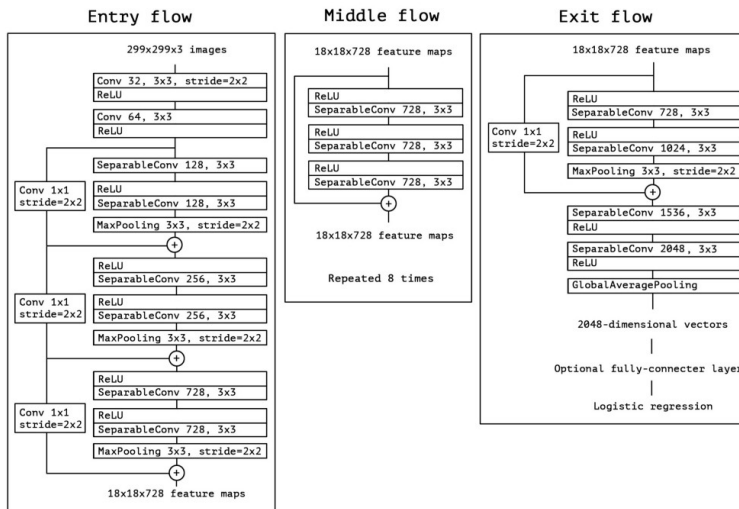 Entry flow
299x299x3 images
Conv 32, 3x3, stride=2x2
ReLU
Conv 64, 3x3
ReLU
SeparableConv 128, 3x3
Conv 1x1
stride=2x2
ReLU
SeparableConv 128, 3x3
MaxPooling 3x3, stride=2x2
+
ReLU
SeparableConv 256, 3x3
Conv 1x1
stride=2x2
ReLU
SeparableConv 256, 3x3
MaxPooling 3x3, stride=2x2
+
ReLU
SeparableConv 728, 3x3
Conv 1x1
stride=2x2
ReLU
SeparableConv 728, 3x3
MaxPooling 3x3, stride=2x2
+
18x18x728 feature maps
Middle flow
18x18x728 feature maps
ReLU
SeparableConv 728, 3x3
ReLU
SeparableConv 728, 3x3
ReLU
SeparableConv 728, 3x3
+
18x18x728 feature maps
Repeated 8 times
Exit flow
18x18x728 feature maps
ReLU
SeparableConv 728, 3x3
Conv 1x1
stride=2x2
ReLU
SeparableConv 1024, 3x3
MaxPooling 3x3, stride=2x2
+
SeparableConv 1536, 3x3
ReLU
SeparableConv 2048, 3x3
ReLU
GlobalAveragePooling
2048-dimensional vectors
Optional fully-connecter layer
Logistic regression